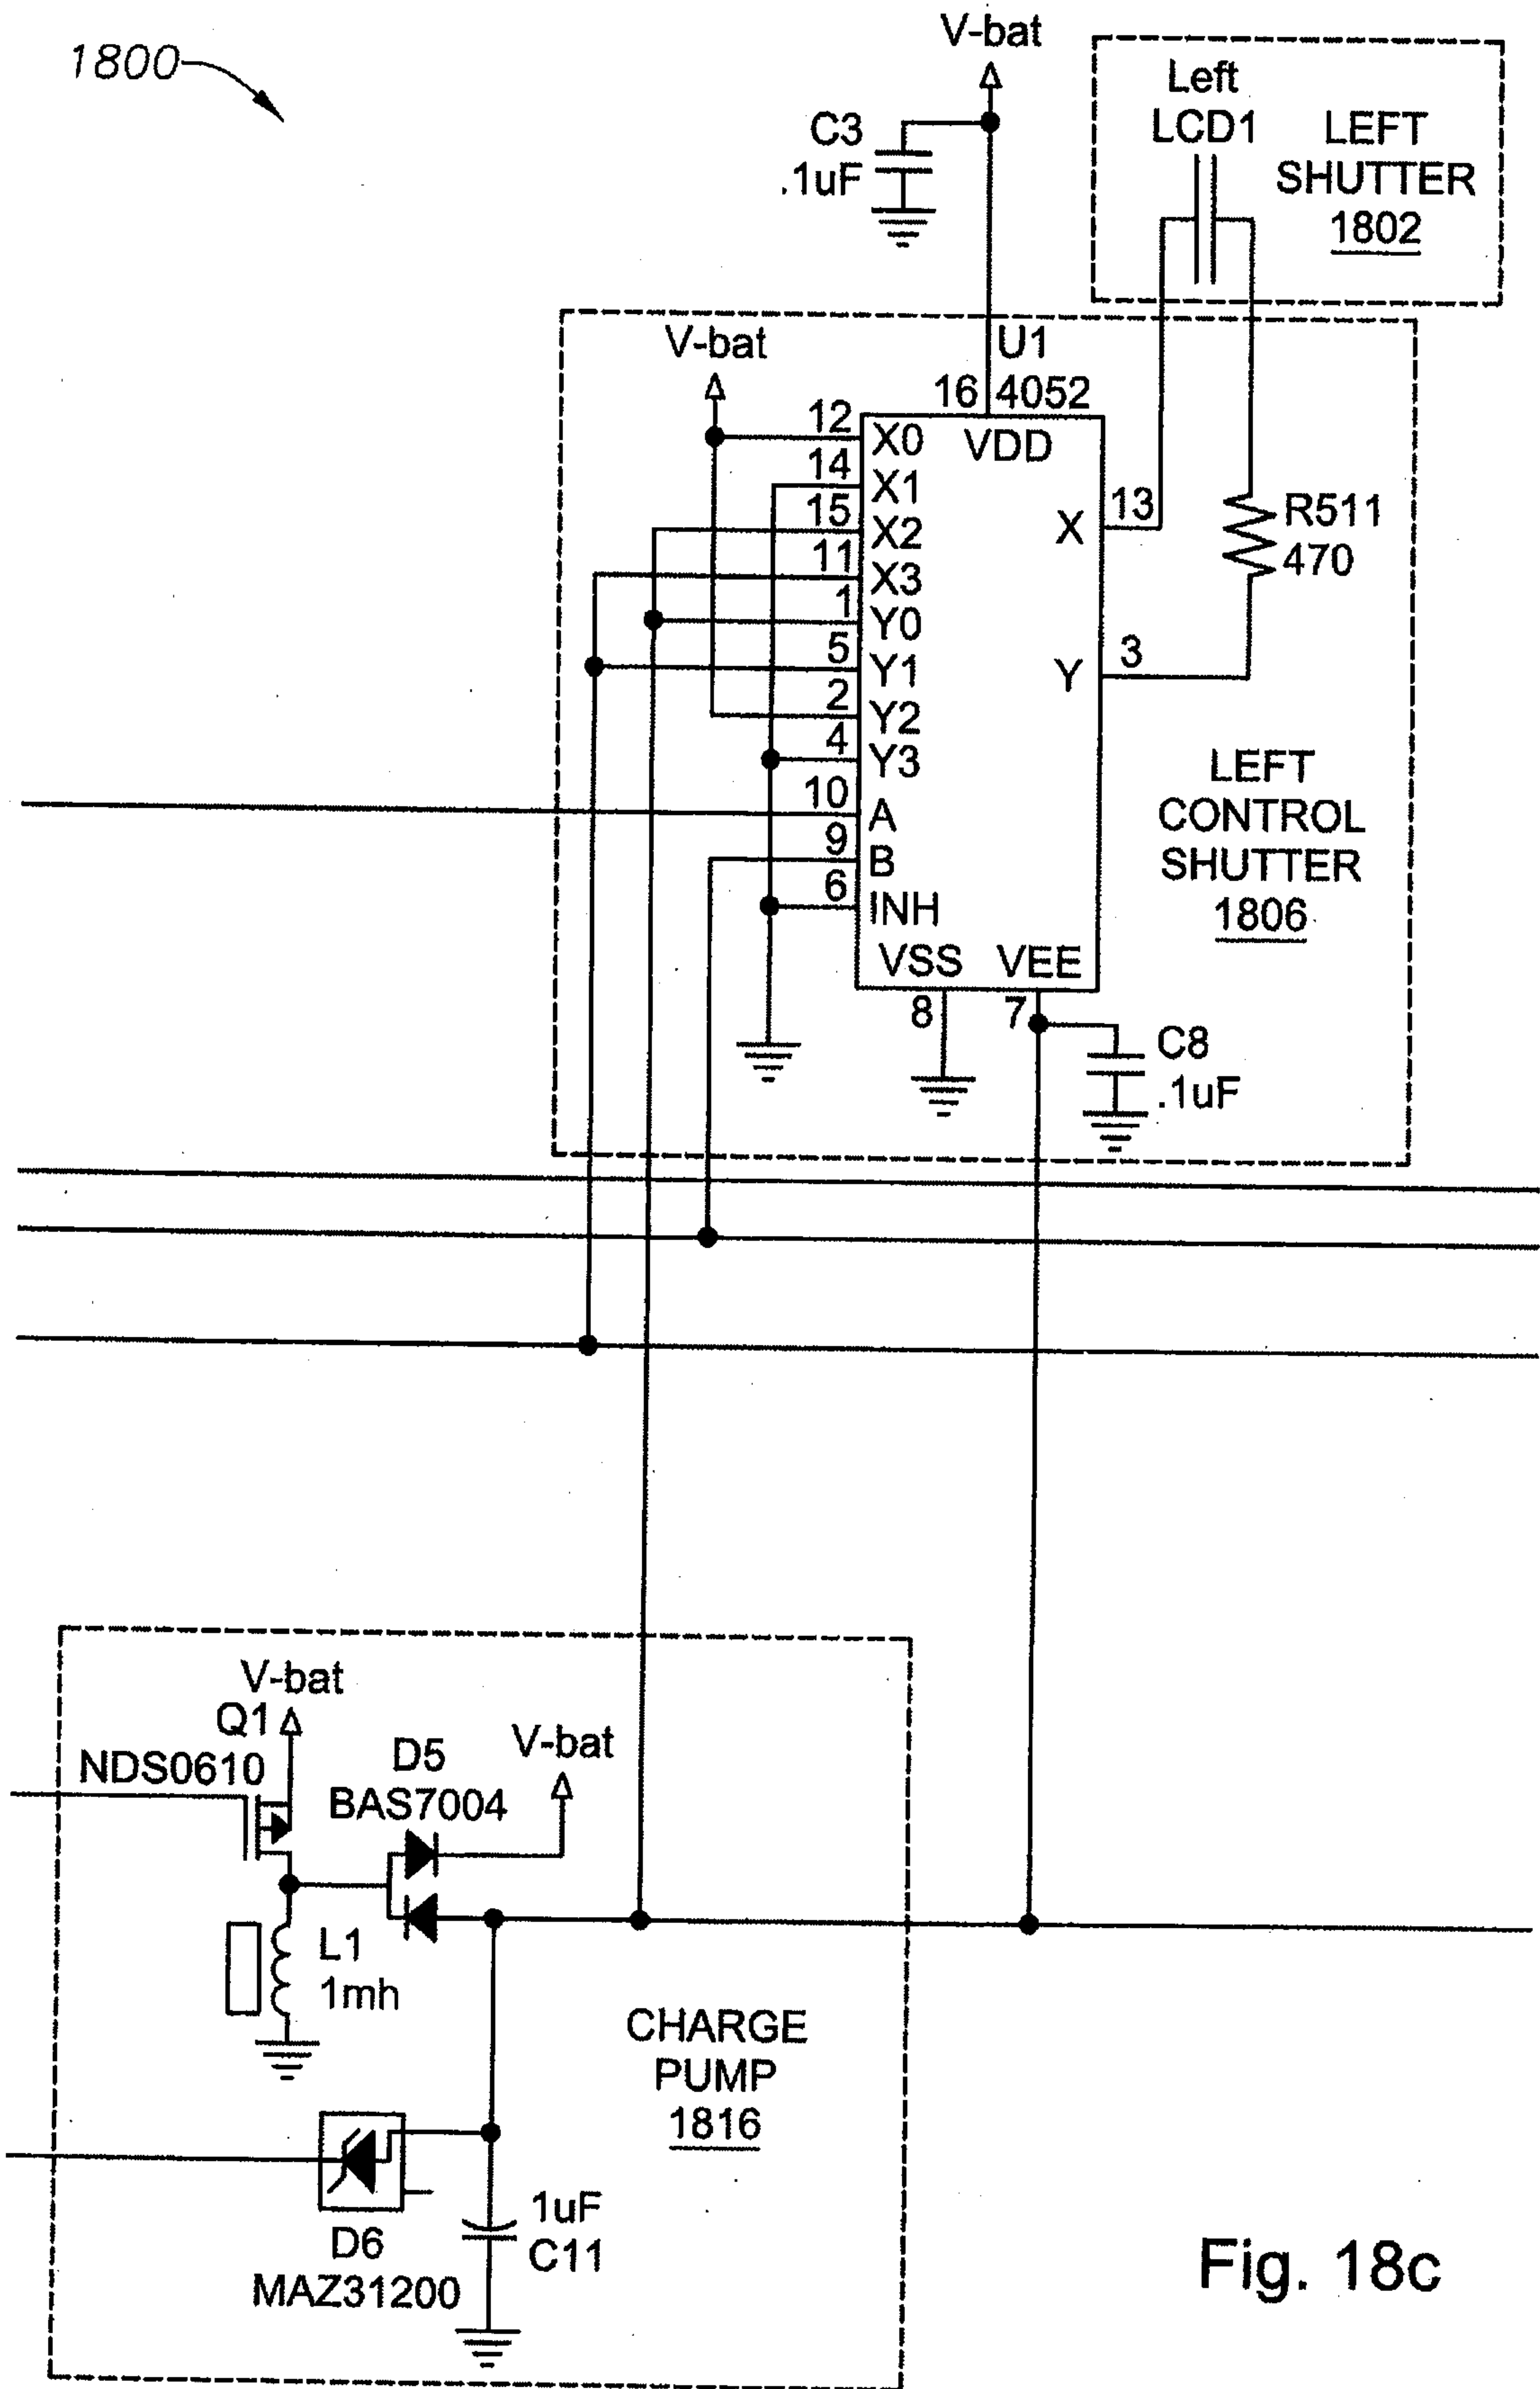 1800
V-bat
C3
.1uF
Left
LCD1
LEFT
SHUTTER
1802
V-bat
U1
16 4052
VDD
12 X0
14 X1
15 X2
11 X3
1 Y0
5 Y1
2 Y2
4 Y3
10 A
9 B
6 INH
VSS VEE
8 7
X 13
Y 3
R511
470
LEFT
CONTROL
SHUTTER
1806
C8
.1uF
V-bat
Q1
NDS0610
D5
BAS7004
V-bat
L1
1mh
CHARGE
PUMP
1816
D6
MAZ31200
1uF
C11
Fig. 18c